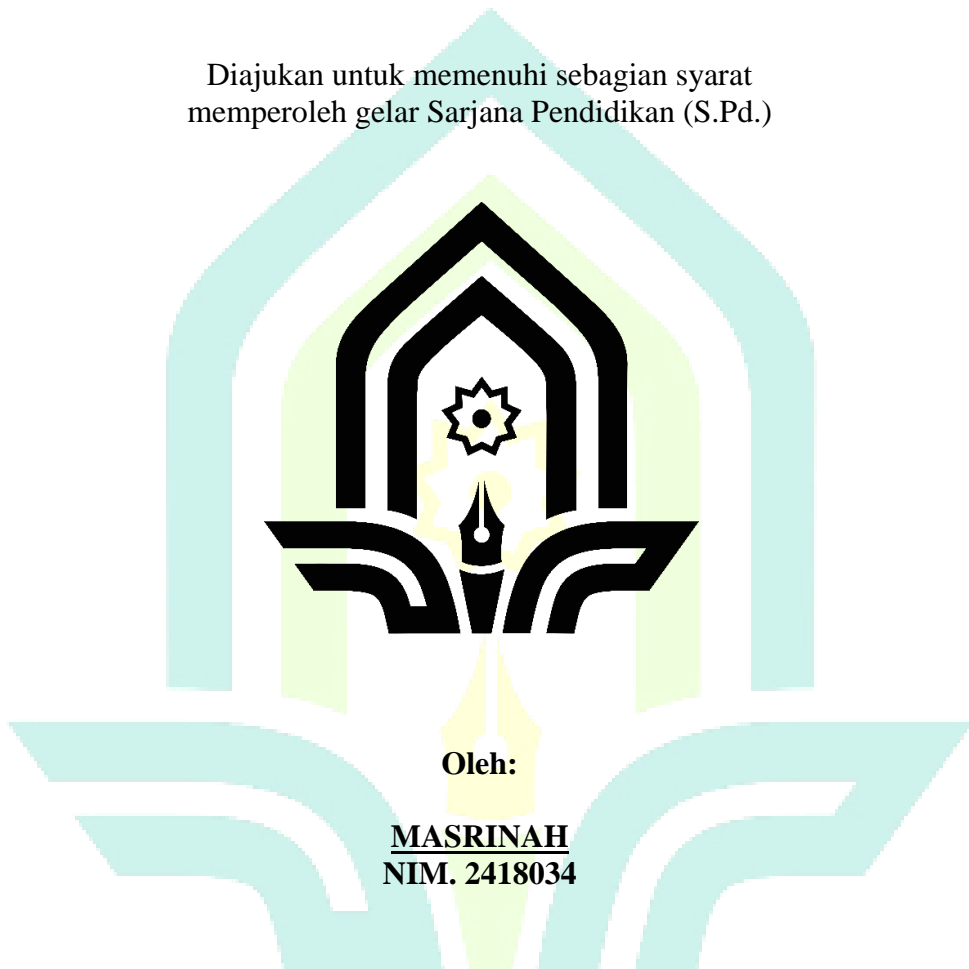 Diajukan untuk memenuhi sebagian syarat
memperoleh gelar Sarjana Pendidikan (S.Pd.)
Oleh:
MASRINAH
NIM. 2418034